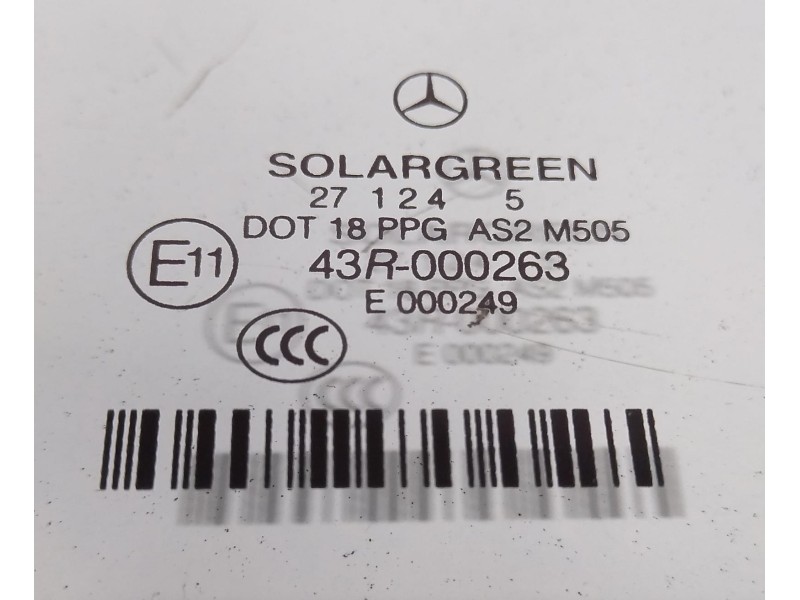 SOLARGREEN
27 1 2 4 5
DOT 18 PPG AS2 M505
E11 43R-000263
E 000249
CCC